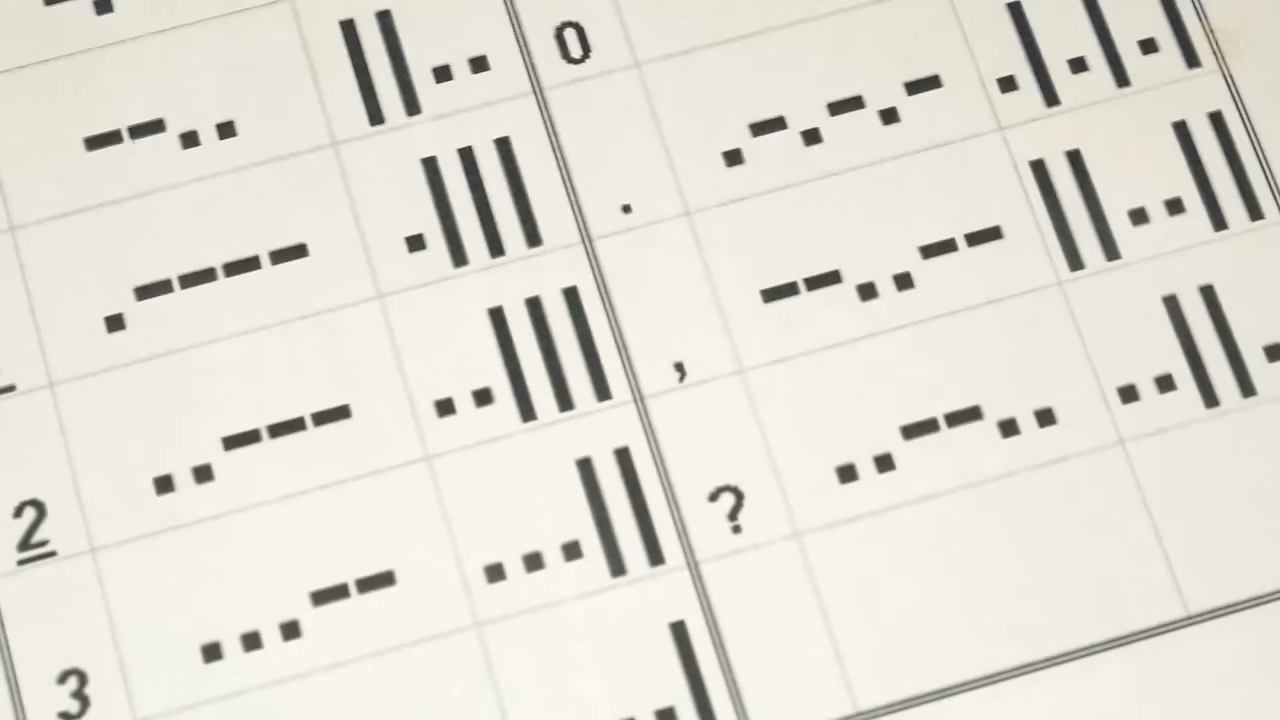 --.. ||..
.---- .|||
2 ..--- ..|||
3 ...-- ...||
0
. .-.-.- .|.|.|
, --..-- ||..||
? ..--.. ..||